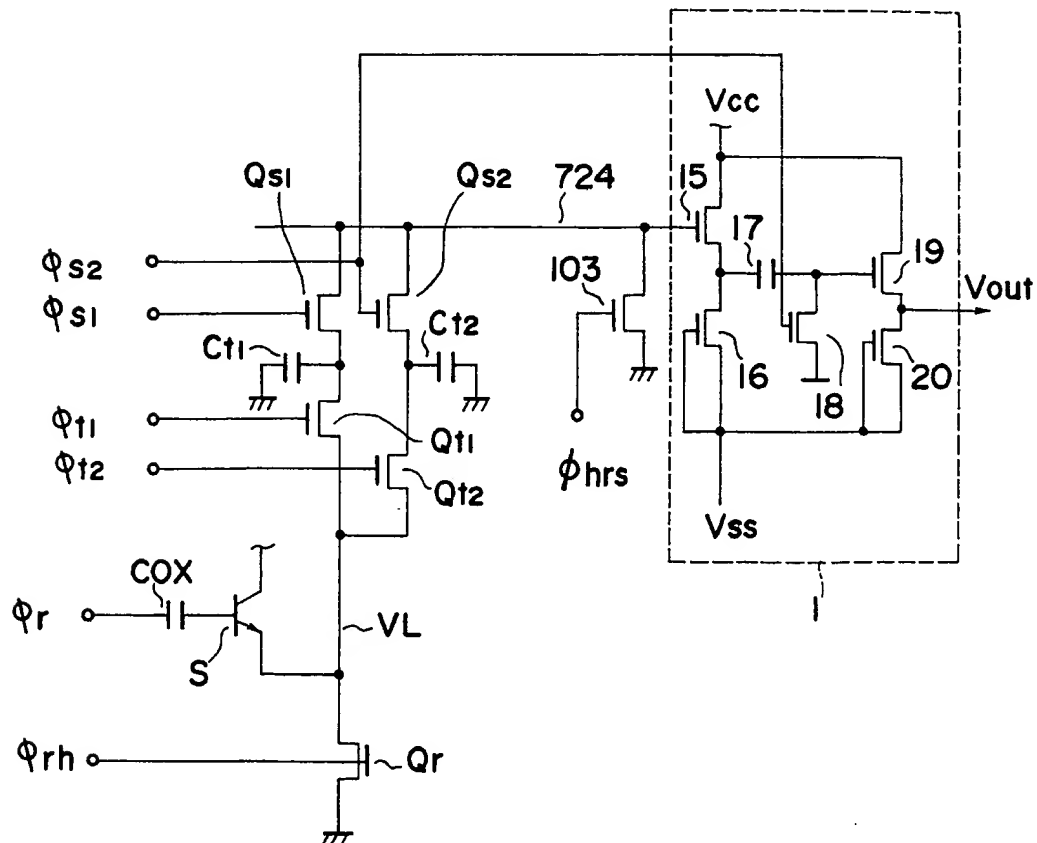 Vcc
Qs1
Qs2
724
15
17
ϕs2
103
19
Vout
ϕs1
Ct1
Ct2
16
18
20
ϕt1
Qt1
ϕt2
Qt2
ϕhrs
Vss
COX
ϕr
VL
1
S
ϕrh
Qr